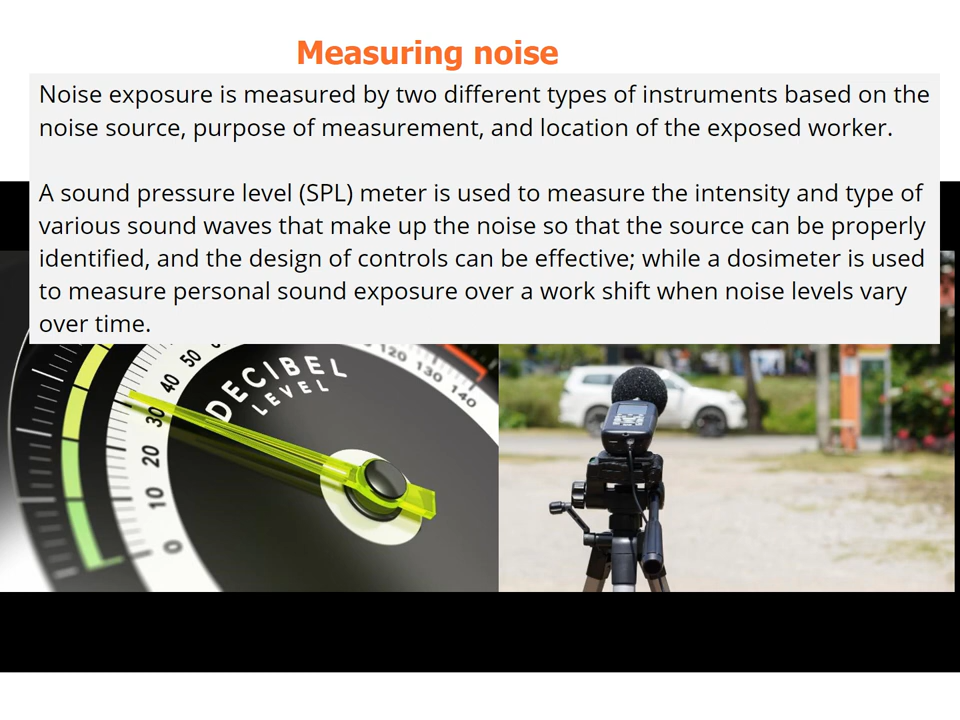 Measuring noise
Noise exposure is measured by two different types of instruments based on the
noise source, purpose of measurement, and location of the exposed worker.
A sound pressure level (SPL) meter is used to measure the intensity and type of
various sound waves that make up the noise so that the source can be properly
identified, and the design of controls can be effective; while a dosimeter is used
to measure personal sound exposure over a work shift when noise levels vary
over time.
DECIBEL
LEVEL
0
10
20
30
40
50
120
130
140